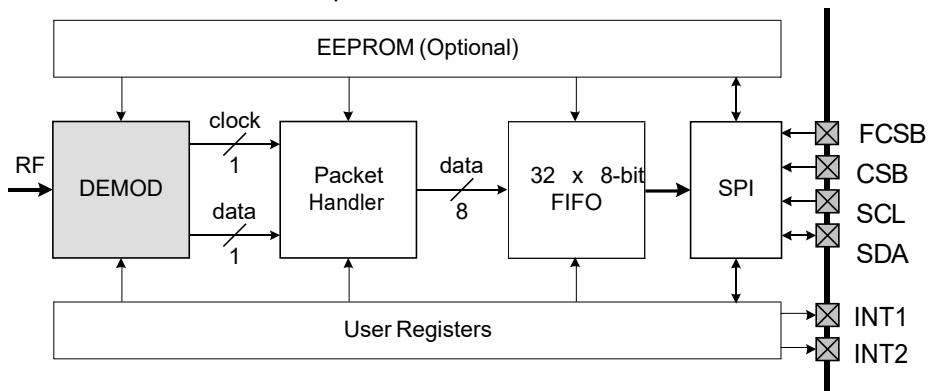 EEPROM (Optional)
RF
DEMOD
clock
1
data
1
Packet
Handler
data
8
32 x 8-bit
FIFO
SPI
FCSB
CSB
SCL
SDA
User Registers
INT1
INT2